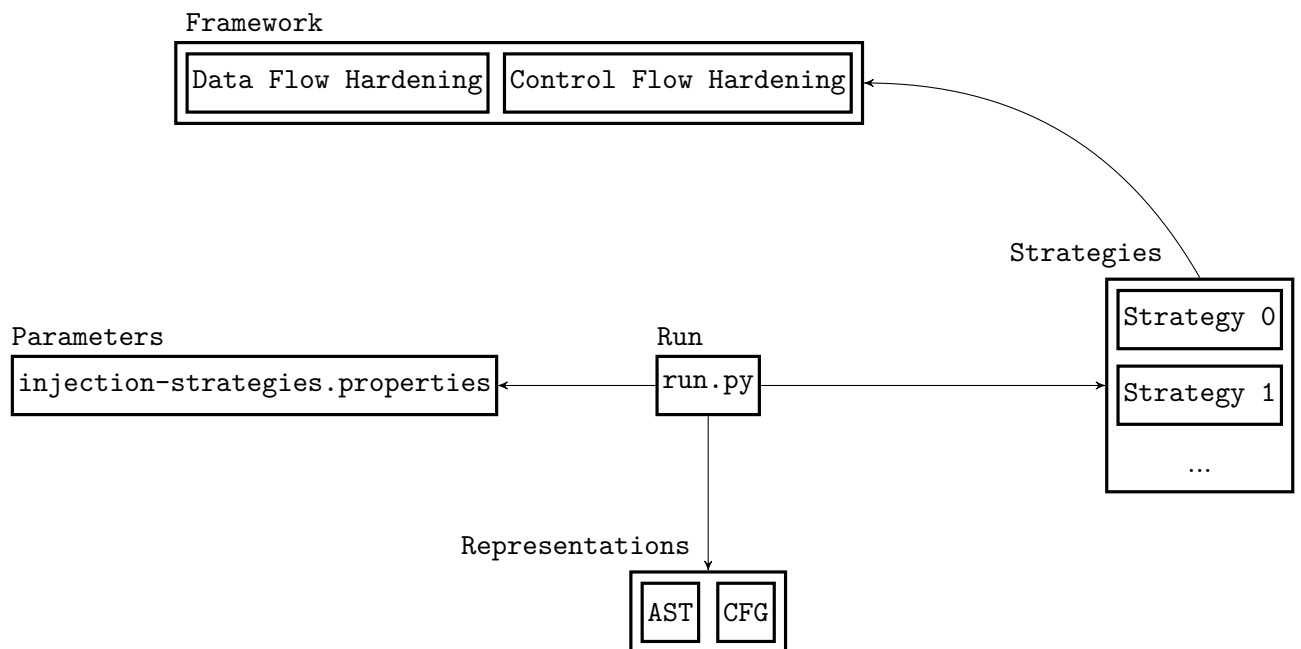 Framework
Data Flow Hardening
Control Flow Hardening
Strategies
Strategy 0
Parameters
Run
injection-strategies.properties
run.py
Strategy 1
...
Representations
AST
CFG